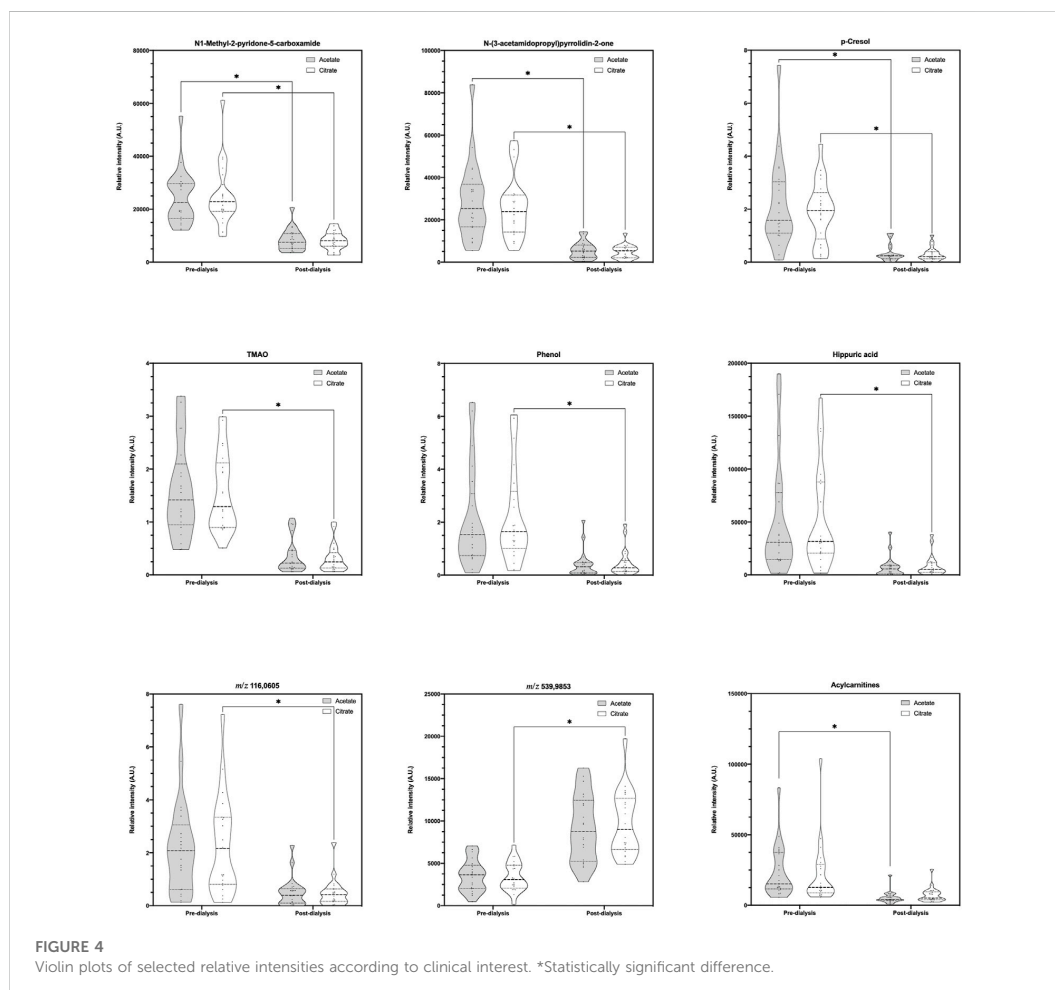 N1-Methyl-2-pyridone-5-carboxamide
Relative intensity (A.U.)
80000
60000
40000
20000
0
Acetate
Citrate
*
*
Pre-dialysis
Post-dialysis
N-(3-acetamidopropyl)pyrrolidin-2-one
Relative intensity (A.U.)
100000
80000
60000
40000
20000
0
Acetate
Citrate
*
*
Pre-dialysis
Post-dialysis
p-Cresol
Relative intensity (A.U.)
8
6
4
2
0
Acetate
Citrate
*
*
Pre-dialysis
Post-dialysis
TMAO
Relative intensity (A.U.)
4
3
2
1
0
Acetate
Citrate
*
Pre-dialysis
Post-dialysis
Phenol
Relative intensity (A.U.)
8
6
4
2
0
Acetate
Citrate
*
Pre-dialysis
Post-dialysis
Hippuric acid
Relative intensity (A.U.)
200000
150000
100000
50000
0
Acetate
Citrate
*
Pre-dialysis
Post-dialysis
m/z 116,0605
Relative intensity (A.U.)
8
6
4
2
0
Acetate
Citrate
*
Pre-dialysis
Post-dialysis
m/z 539,9853
Relative intensity (A.U.)
25000
20000
15000
10000
5000
0
Acetate
Citrate
*
Pre-dialysis
Post-dialysis
Acylcarnitines
Relative intensity (A.U.)
150000
100000
50000
0
Acetate
Citrate
*
Pre-dialysis
Post-dialysis
FIGURE 4
Violin plots of selected relative intensities according to clinical interest. *Statistically significant difference.